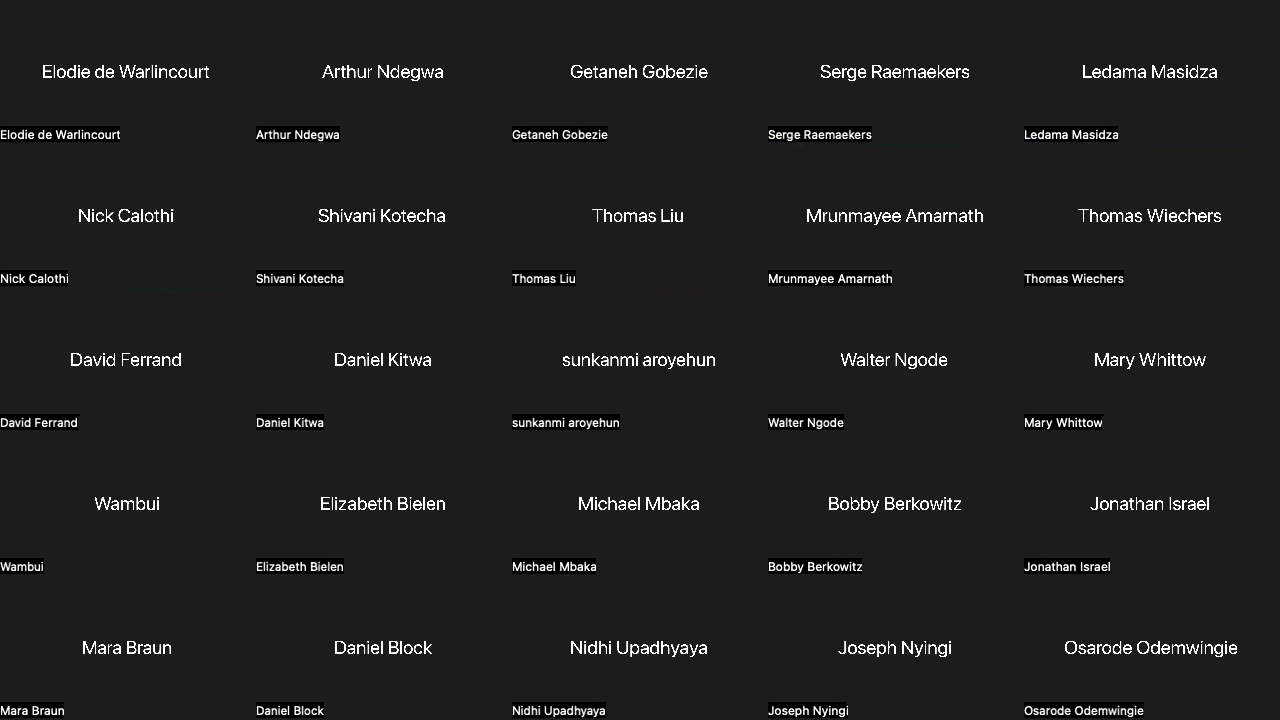 Elodie de Warlincourt
Arthur Ndegwa
Getaneh Gobezie
Serge Raemaekers
Ledama Masidza
Elodie de Warlincourt
Arthur Ndegwa
Getaneh Gobezie
Serge Raemaekers
Ledama Masidza
Nick Calothi
Shivani Kotecha
Thomas Liu
Mrunmayee Amarnath
Thomas Wiechers
Nick Calothi
Shivani Kotecha
Thomas Liu
Mrunmayee Amarnath
Thomas Wiechers
David Ferrand
Daniel Kitwa
sunkanmi aroyehun
Walter Ngode
Mary Whittow
David Ferrand
Daniel Kitwa
sunkanmi aroyehun
Walter Ngode
Mary Whittow
Wambui
Elizabeth Bielen
Michael Mbaka
Bobby Berkowitz
Jonathan Israel
Wambui
Elizabeth Bielen
Michael Mbaka
Bobby Berkowitz
Jonathan Israel
Mara Braun
Daniel Block
Nidhi Upadhyaya
Joseph Nyingi
Osarode Odemwingie
Mara Braun
Daniel Block
Nidhi Upadhyaya
Joseph Nyingi
Osarode Odemwingie